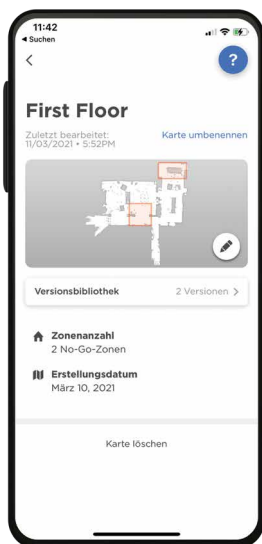 11:42
Suchen
?
First Floor
Zuletzt bearbeitet:
11/03/2021 • 5:52PM
Karte umbenennen
Versionsbibliothek
2 Versionen
Zonenanzahl
2 No-Go-Zonen
Erstellungsdatum
März 10, 2021
Karte löschen